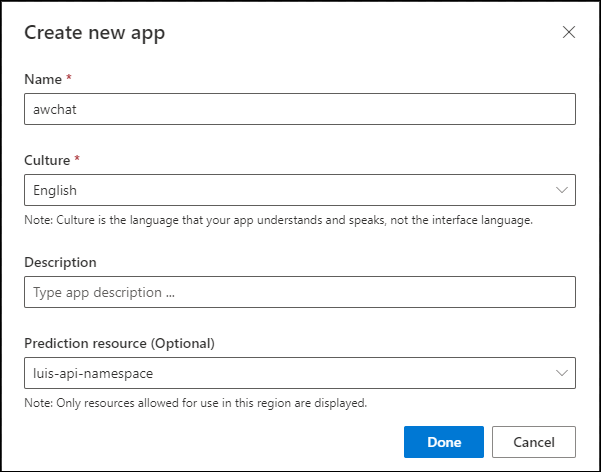 Create new app
Name *
awchat
Culture *
English
Note: Culture is the language that your app understands and speaks, not the interface language.
Description
Type app description ...
Prediction resource (Optional)
luis-api-namespace
Note: Only resources allowed for use in this region are displayed.
Done Cancel